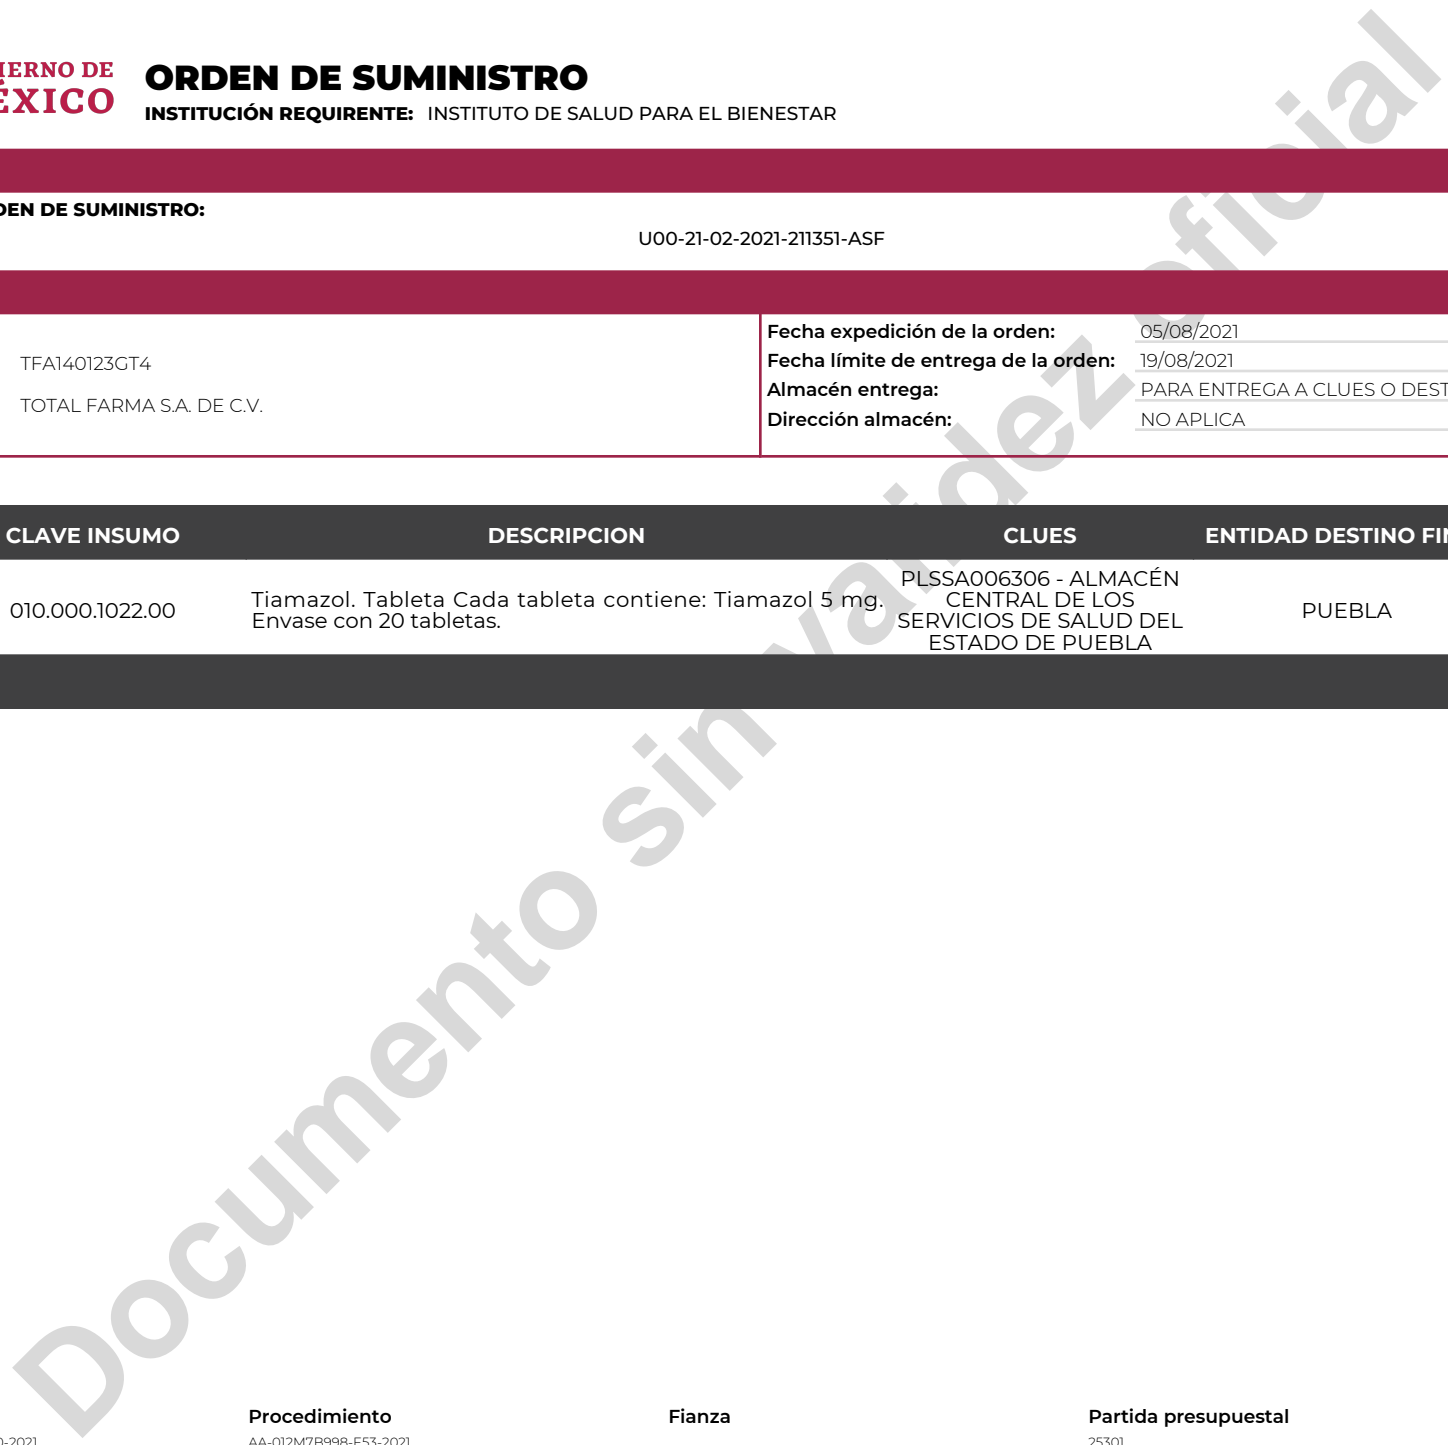 IERNO DE
ÉXICO
ORDEN DE SUMINISTRO
INSTITUCIÓN REQUIRENTE: INSTITUTO DE SALUD PARA EL BIENESTAR
DEN DE SUMINISTRO:
U00-21-02-2021-211351-ASF
TFA140123GT4
TOTAL FARMA S.A. DE C.V.
Fecha expedición de la orden: 05/08/2021
Fecha límite de entrega de la orden: 19/08/2021
Almacén entrega: PARA ENTREGA A CLUES O DEST
Dirección almacén: NO APLICA
CLAVE INSUMO DESCRIPCION CLUES ENTIDAD DESTINO FIN
010.000.1022.00
Tiamazol. Tableta Cada tableta contiene: Tiamazol 5 mg.
Envase con 20 tabletas.
PLSSA006306 - ALMACÉN
CENTRAL DE LOS
SERVICIOS DE SALUD DEL
ESTADO DE PUEBLA
PUEBLA
Documento sin validez oficial
Procedimiento Fianza Partida presupuestal
0-2021 AA-012M7B998-E53-2021 25301